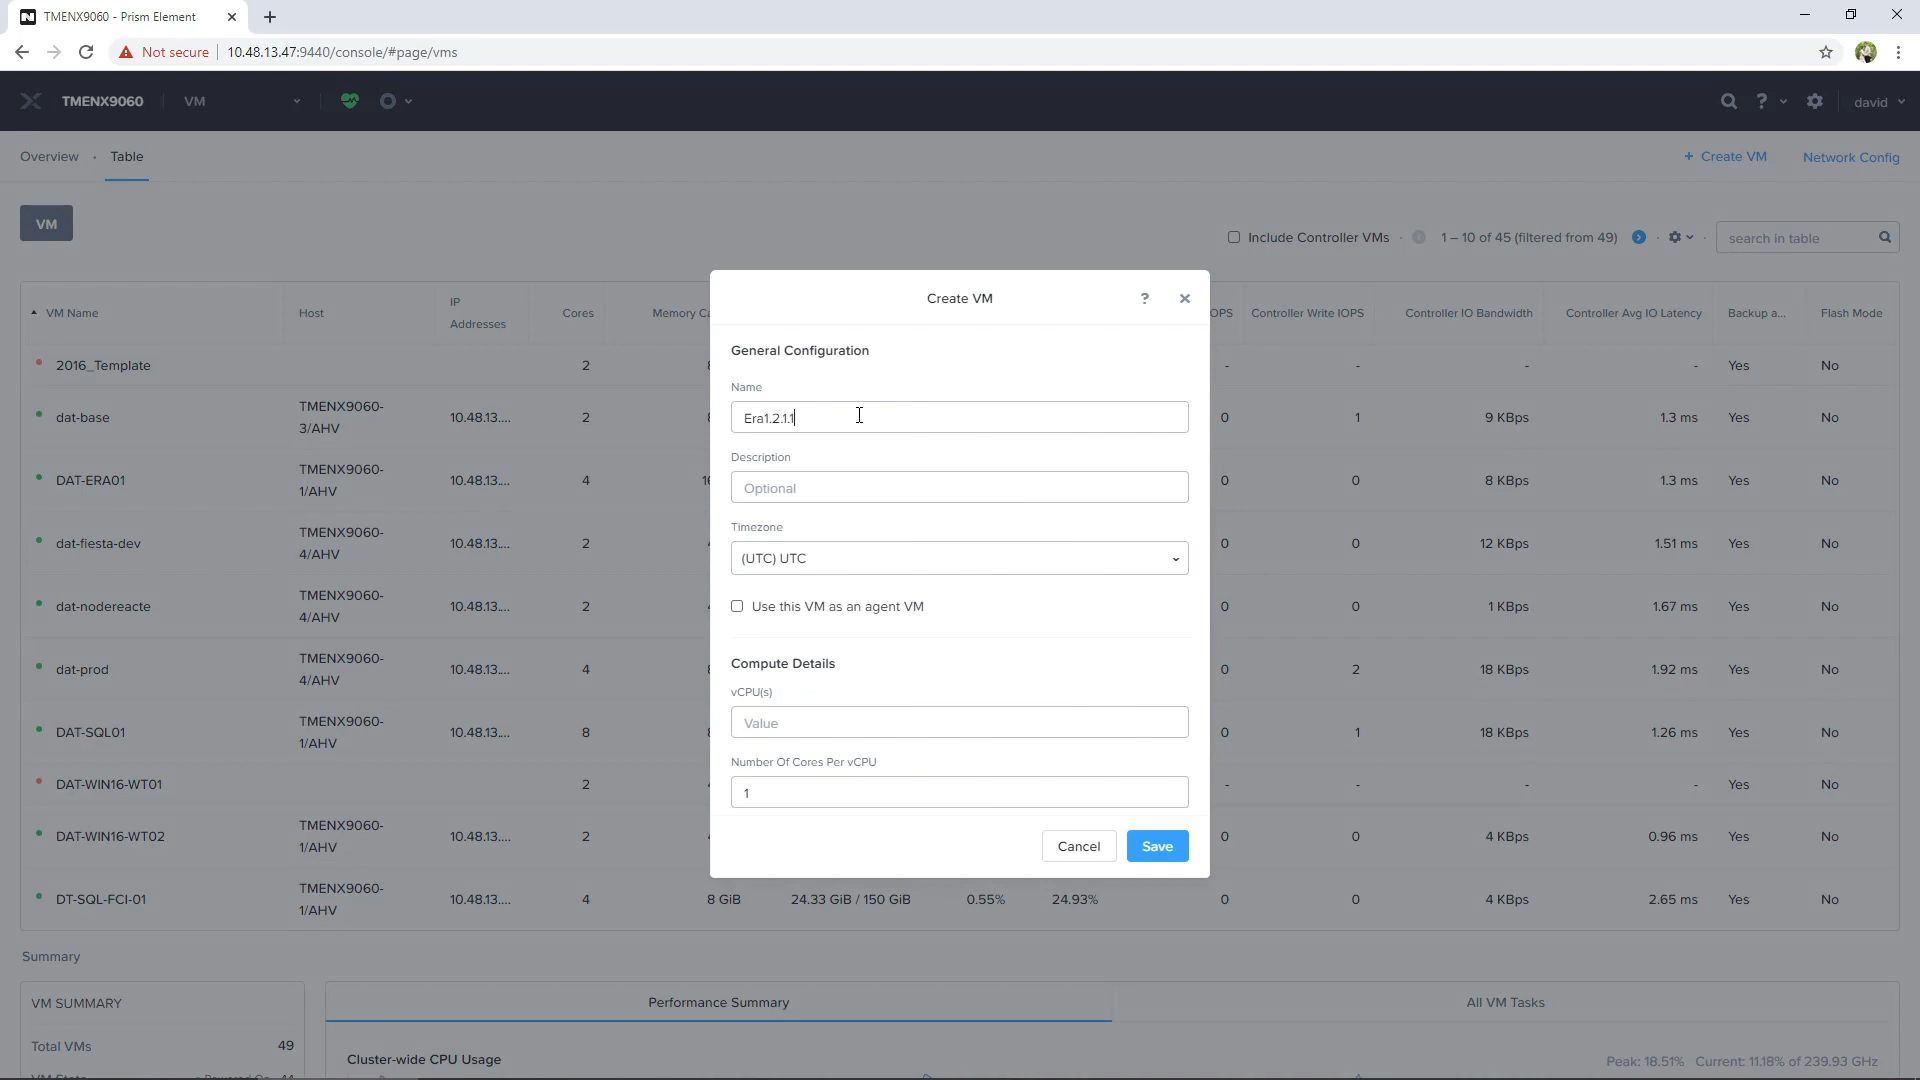 TMENX9060 - Prism Element
Not secure 10.48.13.47:9440/console/#page/vms
TMENX9060 VM ? david
Overview · Table + Create VM Network Config
VM
Include Controller VMs · 1 – 10 of 45 (filtered from 49) · · search in table
Create VM ?
VM Name Host IP Addresses Cores Memory Ca OPS Controller Write IOPS Controller IO Bandwidth Controller Avg IO Latency Backup a... Flash Mode
General Configuration
2016_Template 2 - - - - Yes No
Name
Era1.2.1.1
dat-base TMENX9060-3/AHV 10.48.13.... 2 0 1 9 KBps 1.3 ms Yes No
Description
Optional
DAT-ERA01 TMENX9060-1/AHV 10.48.13.... 4 16 0 0 8 KBps 1.3 ms Yes No
Timezone
(UTC) UTC
dat-fiesta-dev TMENX9060-4/AHV 10.48.13.... 2 0 0 12 KBps 1.51 ms Yes No
Use this VM as an agent VM
dat-nodereacte TMENX9060-4/AHV 10.48.13.... 2 0 0 1 KBps 1.67 ms Yes No
Compute Details
dat-prod TMENX9060-4/AHV 10.48.13.... 4 0 2 18 KBps 1.92 ms Yes No
vCPU(s)
Value
DAT-SQL01 TMENX9060-1/AHV 10.48.13.... 8 0 1 18 KBps 1.26 ms Yes No
Number Of Cores Per vCPU
1
DAT-WIN16-WT01 2 - - - - Yes No
DAT-WIN16-WT02 TMENX9060-1/AHV 10.48.13.... 2 0 0 4 KBps 0.96 ms Yes No
Cancel Save
DT-SQL-FCI-01 TMENX9060-1/AHV 10.48.13.... 4 8 GiB 24.33 GiB / 150 GiB 0.55% 24.93% 0 0 4 KBps 2.65 ms Yes No
Summary
VM SUMMARY Performance Summary All VM Tasks
Total VMs 49
Cluster-wide CPU Usage Peak: 18.51% Current: 11.18% of 239.93 GHz